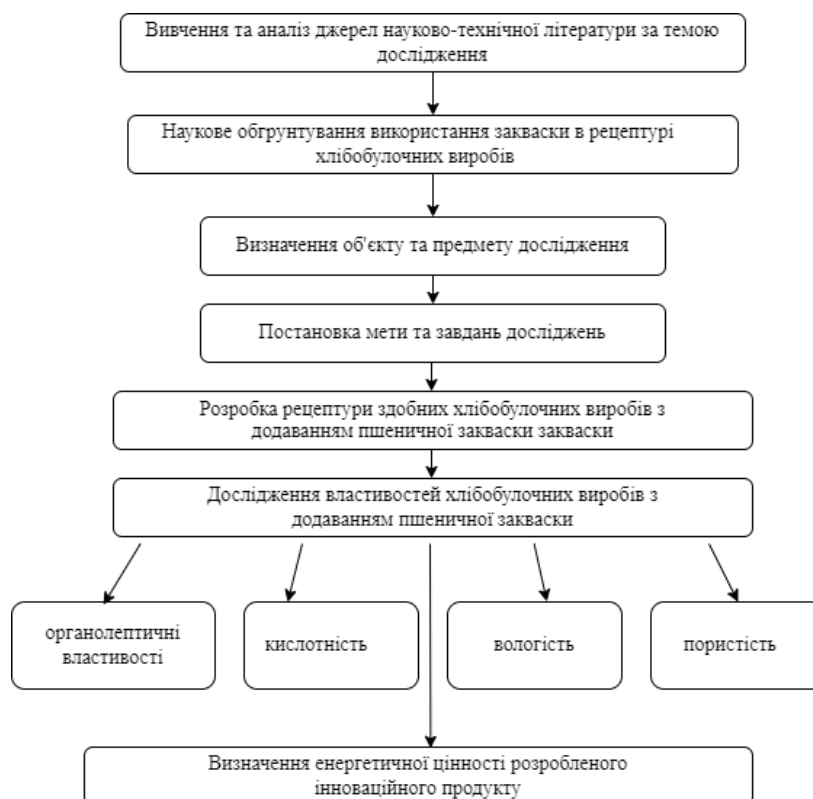 Вивчення та аналіз джерел науково-технічної літератури за темою
дослідження
Наукове обгрунтування використання закваски в рецептурі
хлібобулочних виробів
Визначення об'єкту та предмету дослідження
Постановка мети та завдань досліджень
Розробка рецептури здобних хлібобулочних виробів з
додаванням пшеничної закваски закваски
Дослідження властивостей хлібобулочних виробів з
додаванням пшеничної закваски
органолептичні
властивості
кислотність
вологість
пористість
Визначення енергетичної цінності розробленого
інноваційного продукту